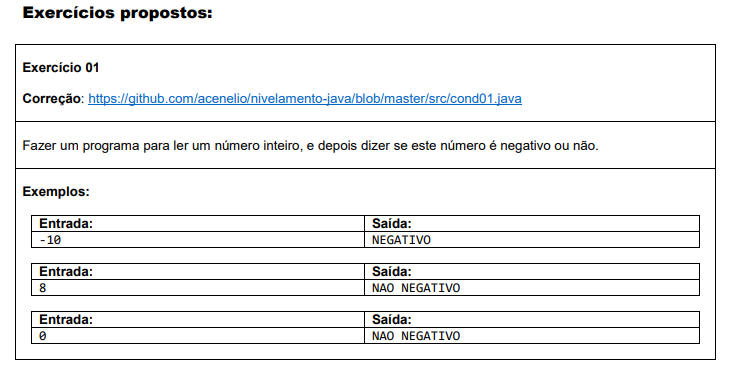 Exercícios propostos:
Exercício 01
Correção: https://github.com/acenelio/nivelamento-java/blob/master/src/cond01.java
Fazer um programa para ler um número inteiro, e depois dizer se este número é negativo ou não.
Exemplos:
Entrada: Saída:
-10 NEGATIVO
Entrada: Saída:
8 NAO NEGATIVO
Entrada: Saída:
0 NAO NEGATIVO